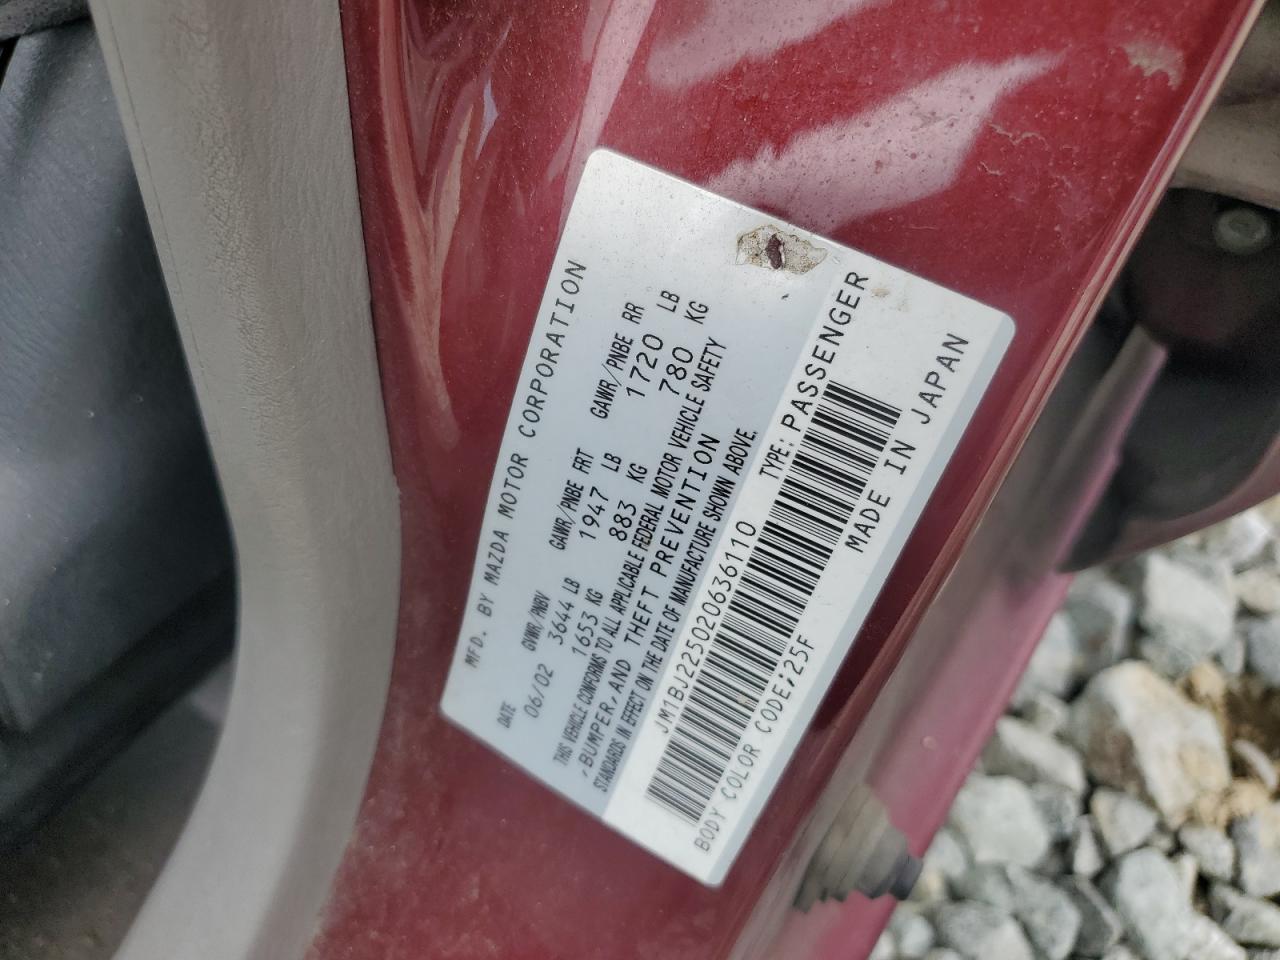 MFD. BY MAZDA MOTOR CORPORATION
DATE GVWR/PNBV GAWR/PNBE FRT GAWR/PNBE RR
06/02 3644 LB 1947 LB 1720 LB
1653 KG 883 KG 780 KG
THIS VEHICLE CONFORMS TO ALL APPLICABLE FEDERAL MOTOR VEHICLE SAFETY
,BUMPER,AND THEFT PREVENTION
STANDARDS IN EFFECT ON THE DATE OF MANUFACTURE SHOWN ABOVE.
JM1BJ225020636110 TYPE: PASSENGER
BODY COLOR CODE;25F MADE IN JAPAN